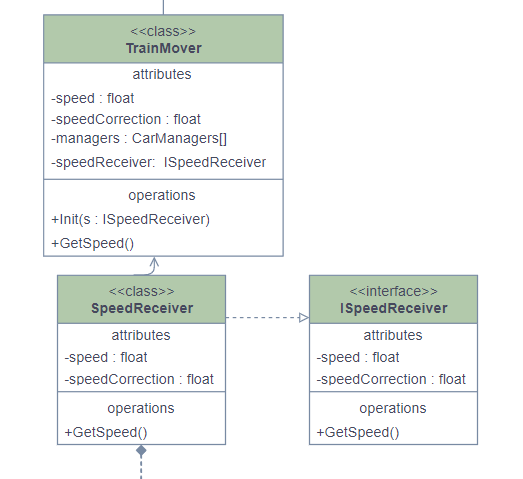 <<class>>
TrainMover
attributes
-speed : float
-speedCorrection : float
-managers : CarManagers[]
-speedReceiver:  ISpeedReceiver
operations
+Init(s : ISpeedReceiver)
+GetSpeed()
<<class>>
SpeedReceiver
attributes
-speed : float
-speedCorrection : float
operations
+GetSpeed()
<<interface>>
ISpeedReceiver
attributes
-speed : float
-speedCorrection : float
operations
+GetSpeed()